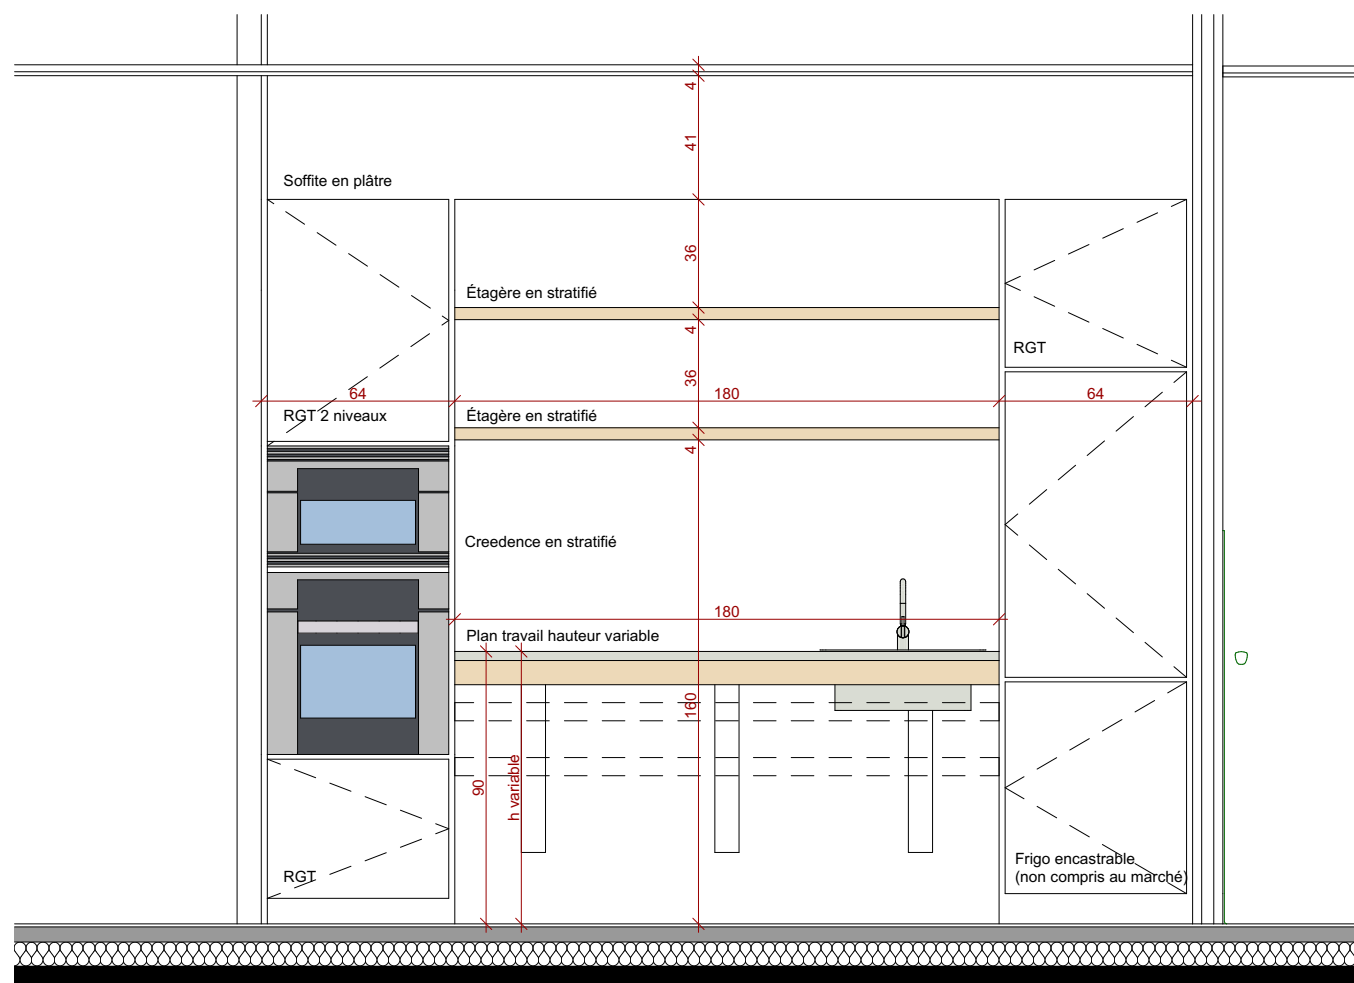 4
41
Soffite en plâtre
36
Étagère en stratifié
4
RGT
36
64
180
64
RGT 2 niveaux
Étagère en stratifié
4
Creedence en stratifié
180
Plan travail hauteur variable
160
90
h variable
RGT
Frigo encastrable
(non compris au marché)